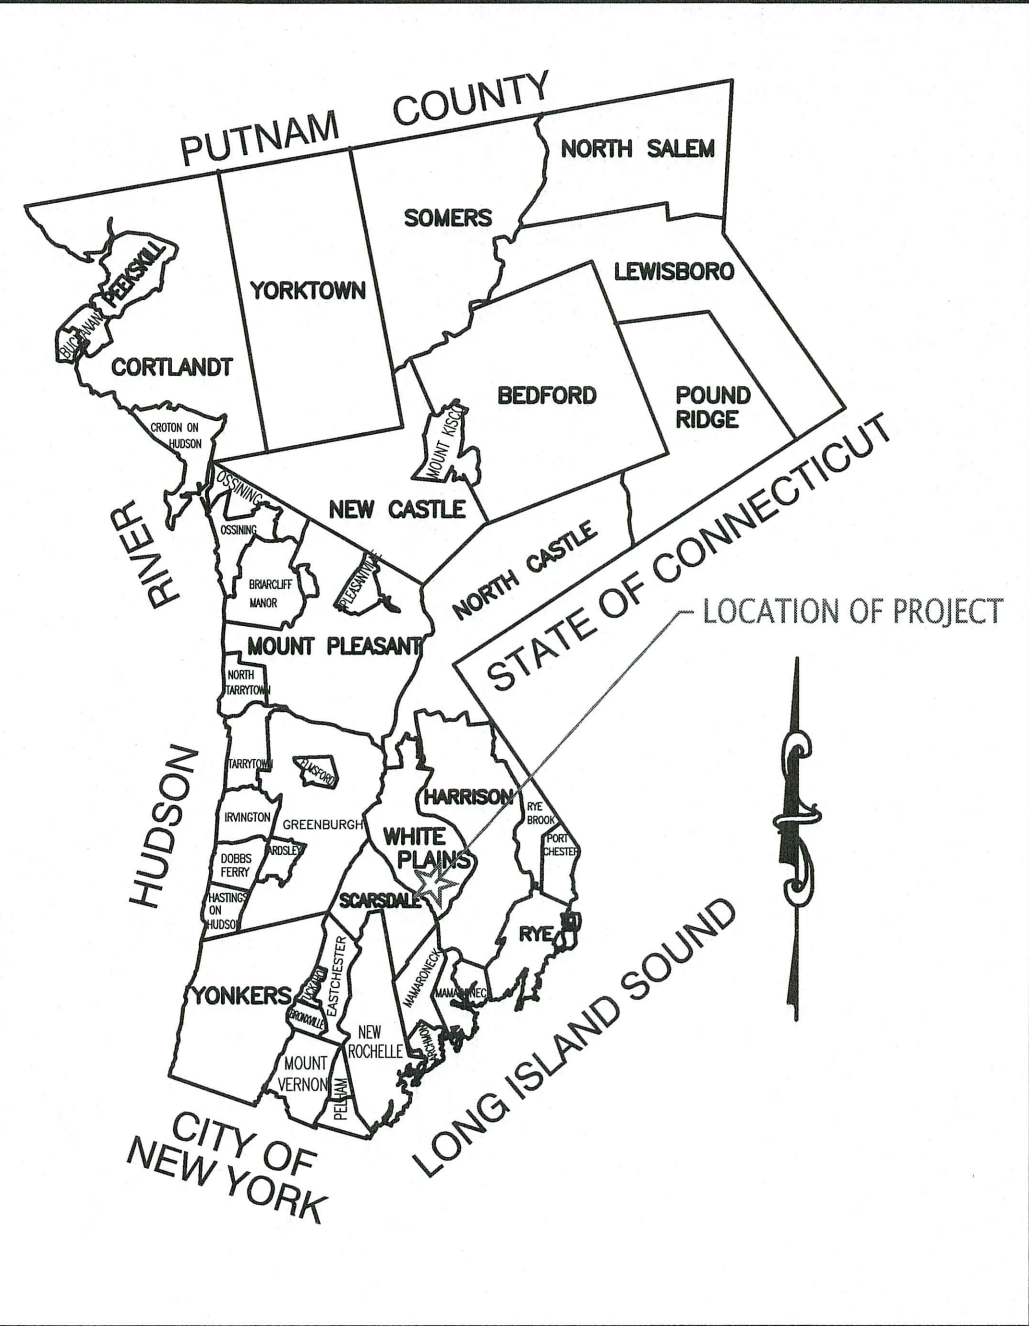 PUTNAM COUNTY
NORTH SALEM
SOMERS
PEEKSKILL
YORKTOWN
LEWISBORO
BUCHANAN
CORTLANDT
BEDFORD
POUND
RIDGE
CROTON ON
HUDSON
MOUNT KISCO
OSSINING
NEW CASTLE
OSSINING
NORTH CASTLE
STATE OF CONNECTICUT
HUDSON RIVER
BRIARCLIFF
MANOR
PLEASANTVILLE
LOCATION OF PROJECT
MOUNT PLEASANT
NORTH
TARRYTOWN
TARRYTOWN
ELMSFORD
HARRISON
RYE
BROOK
IRVINGTON
GREENBURGH
WHITE
PLAINS
PORT
CHESTER
DOBBS
FERRY
ARDSLEY
HASTINGS
ON
HUDSON
SCARSDALE
RYE
YONKERS
TUCKAHOE
EASTCHESTER
MAMARONECK
MAMARONECK
BRONXVILLE
NEW
ROCHELLE
LARCHMONT
MOUNT
VERNON
PELHAM
LONG ISLAND SOUND
CITY OF
NEW YORK